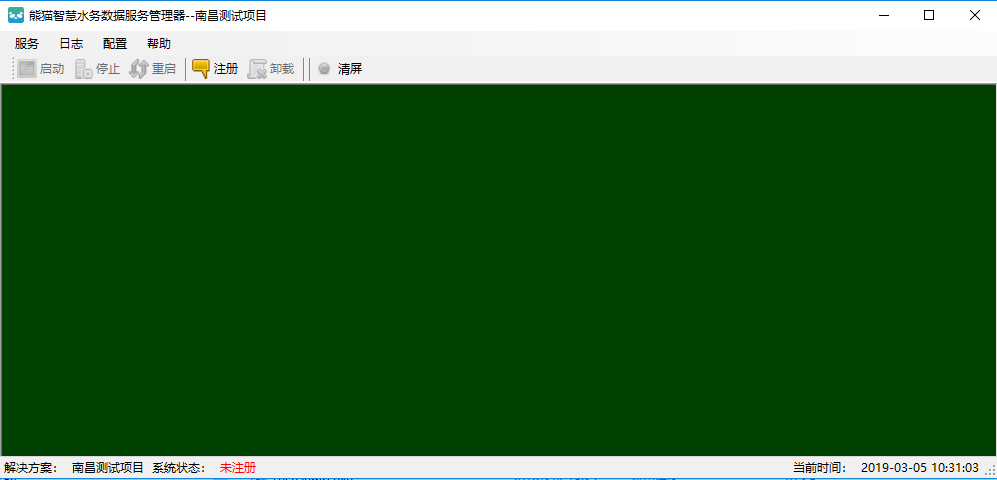 熊猫智慧水务数据服务管理器--南昌测试项目
服务 日志 配置 帮助
启动 停止 重启 注册 卸载 清屏
解决方案: 南昌测试项目 系统状态: 未注册 当前时间: 2019-03-05 10:31:03